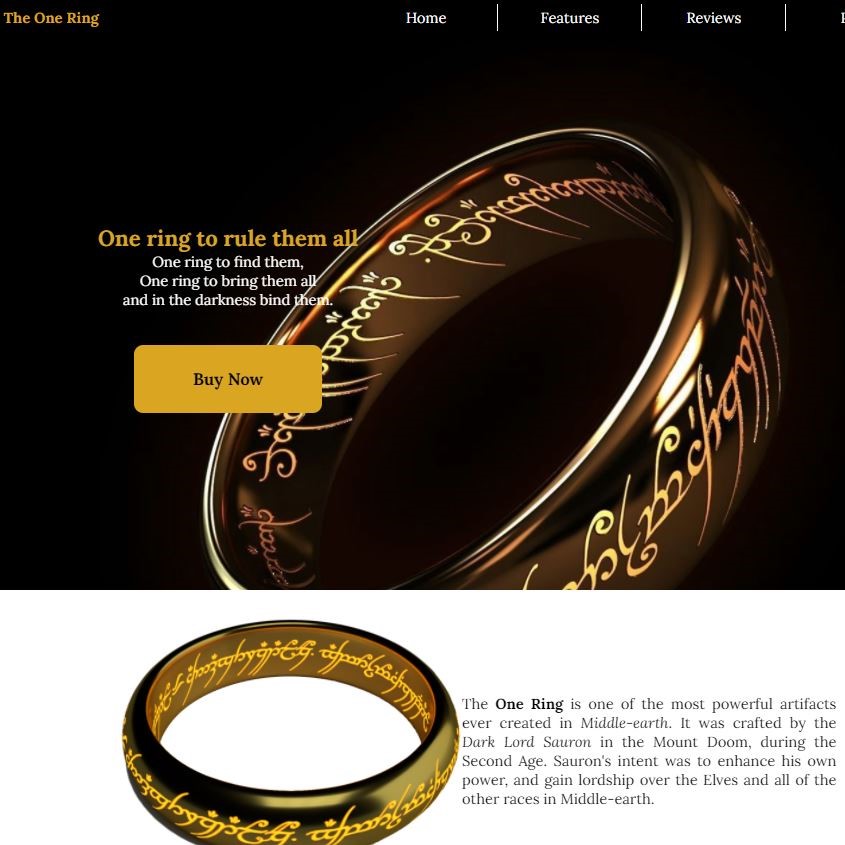 The One Ring
Home
Features
Reviews
One ring to rule them all
One ring to find them,
One ring to bring them all
and in the darkness bind them.
Buy Now
The One Ring is one of the most powerful artifacts
ever created in Middle-earth. It was crafted by the
Dark Lord Sauron in the Mount Doom, during the
Second Age. Sauron's intent was to enhance his own
power, and gain lordship over the Elves and all of the
other races in Middle-earth.